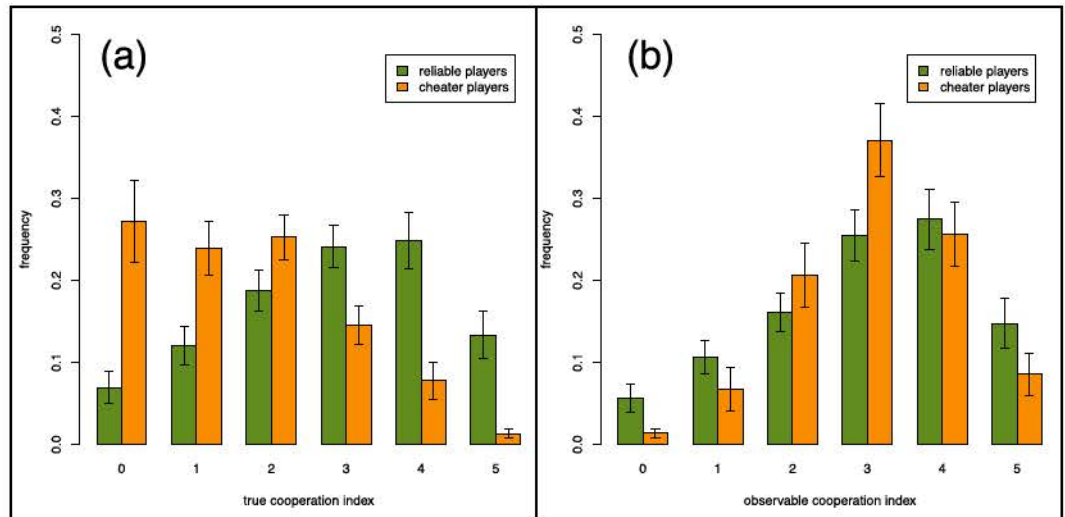 (a)
reliable players
cheater players
frequency
0.0
0.1
0.2
0.3
0.4
0.5
0 1 2 3 4 5
true cooperation index
(b)
reliable players
cheater players
frequency
0.0
0.1
0.2
0.3
0.4
0.5
0 1 2 3 4 5
observable cooperation index